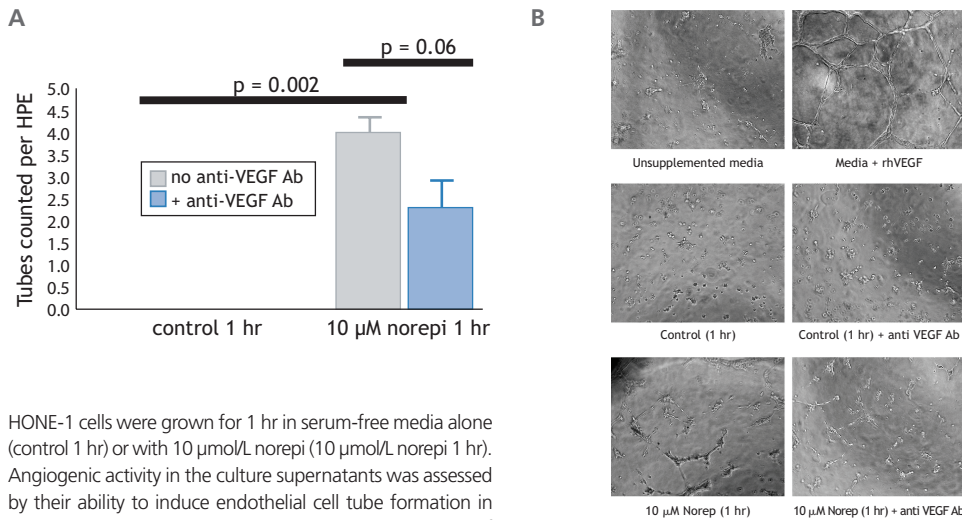 A
p = 0.06
p = 0.002
Tubes counted per HPE
5.0
4.5
4.0
3.5
3.0
2.5
2.0
1.5
1.0
0.5
0.0
no anti-VEGF Ab
+ anti-VEGF Ab
control 1 hr
10 µM norepi 1 hr
HONE-1 cells were grown for 1 hr in serum-free media alone
(control 1 hr) or with 10 µmol/L norepi (10 µmol/L norepi 1 hr).
Angiogenic activity in the culture supernatants was assessed
by their ability to induce endothelial cell tube formation in
B
Unsupplemented media
Media + rhVEGF
Control (1 hr)
Control (1 hr) + anti VEGF Ab
10 µM Norep (1 hr)
10 µM Norep (1 hr) + anti VEGF Ab